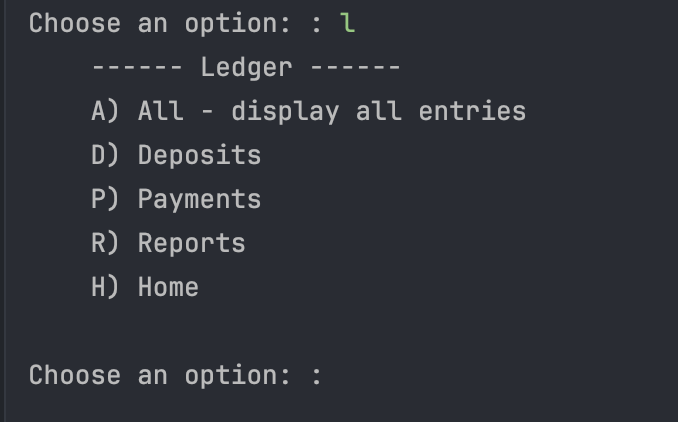 Choose an option: : l
------ Ledger ------
A) All - display all entries
D) Deposits
P) Payments
R) Reports
H) Home
Choose an option: :